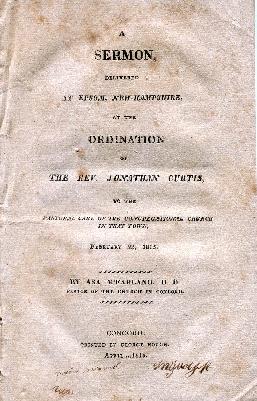 A
SERMON,
DELIVERED
AT EPSOM, NEW-HAMPSHIRE,
AT THE
ORDINATION
OF
THE REV. JONATHAN CURTIS,
TO THE
PASTORAL CARE OF THE CONGREGATIONAL CHURCH
IN THAT TOWN,
FEBRUARY 22, 1815.
BY ASA M'FARLAND, D. D.
PASTOR OF THE CHURCH IN CONCORD.
CONCORD:
PRINTED BY GEORGE HOUGH.
APRIL...1815.